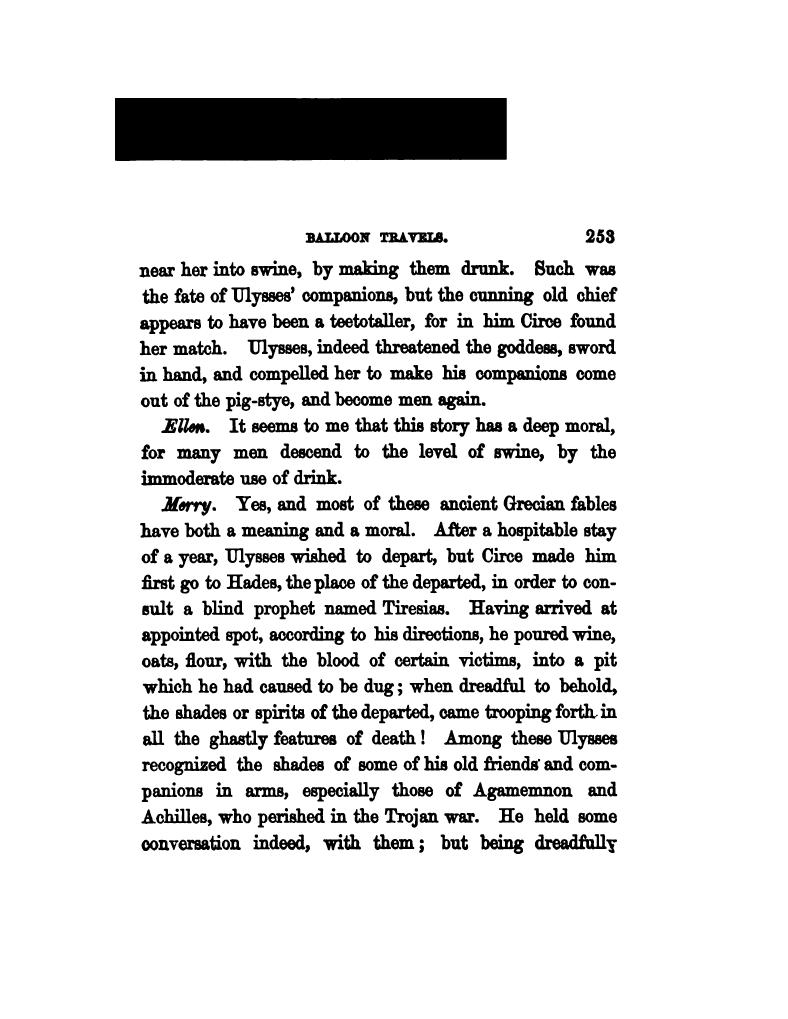 BALLOON TRAVELS. 253
near her into swine, by making them drunk. Such was
the fate of Ulysses' companions, but the cunning old chief
appears to have been a teetotaller, for in him Circe found
her match. Ulysses, indeed threatened the goddess, sword
in hand, and compelled her to make his companions come
out of the pig-stye, and become men again.
Ellen. It seems to me that this story has a deep moral,
for many men descend to the level of swine, by the
immoderate use of drink.
Merry. Yes, and most of these ancient Grecian fables
have both a meaning and a moral. After a hospitable stay
of a year, Ulysses wished to depart, but Circe made him
first go to Hades, the place of the departed, in order to con-
sult a blind prophet named Tiresias. Having arrived at
appointed spot, according to his directions, he poured wine,
oats, flour, with the blood of certain victims, into a pit
which he had caused to be dug; when dreadful to behold,
the shades or spirits of the departed, came trooping forth in
all the ghastly features of death! Among these Ulysses
recognized the shades of some of his old friends and com-
panions in arms, especially those of Agamemnon and
Achilles, who perished in the Trojan war. He held some
conversation indeed, with them; but being dreadfully